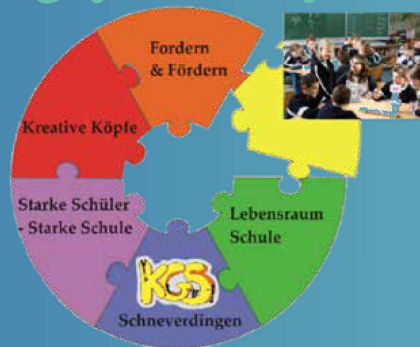 Fordern
& Fördern
Kreative Köpfe
Starke Schüler
- Starke Schule
Lebensraum
Schule
KGS
Schneverdingen